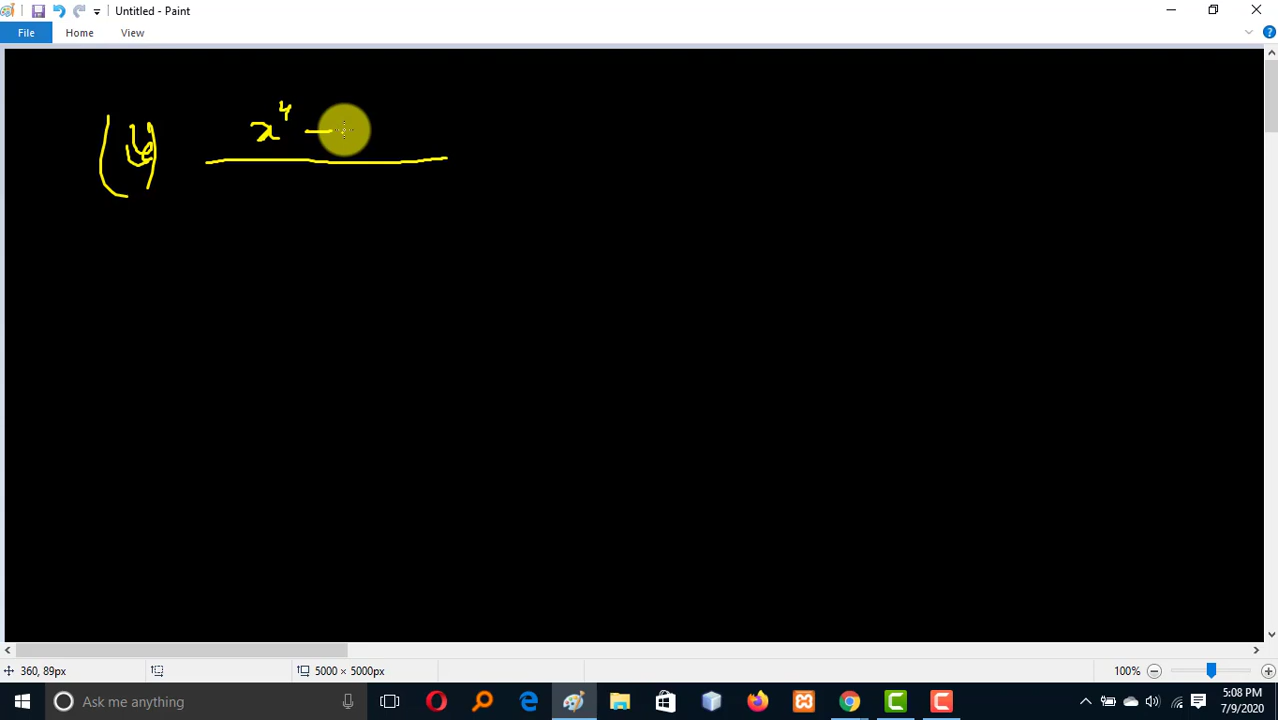 Untitled - Paint
File Home View
x⁴ —
360, 89px 5000 × 5000px 100%
Ask me anything 5:08 PM
7/9/2020